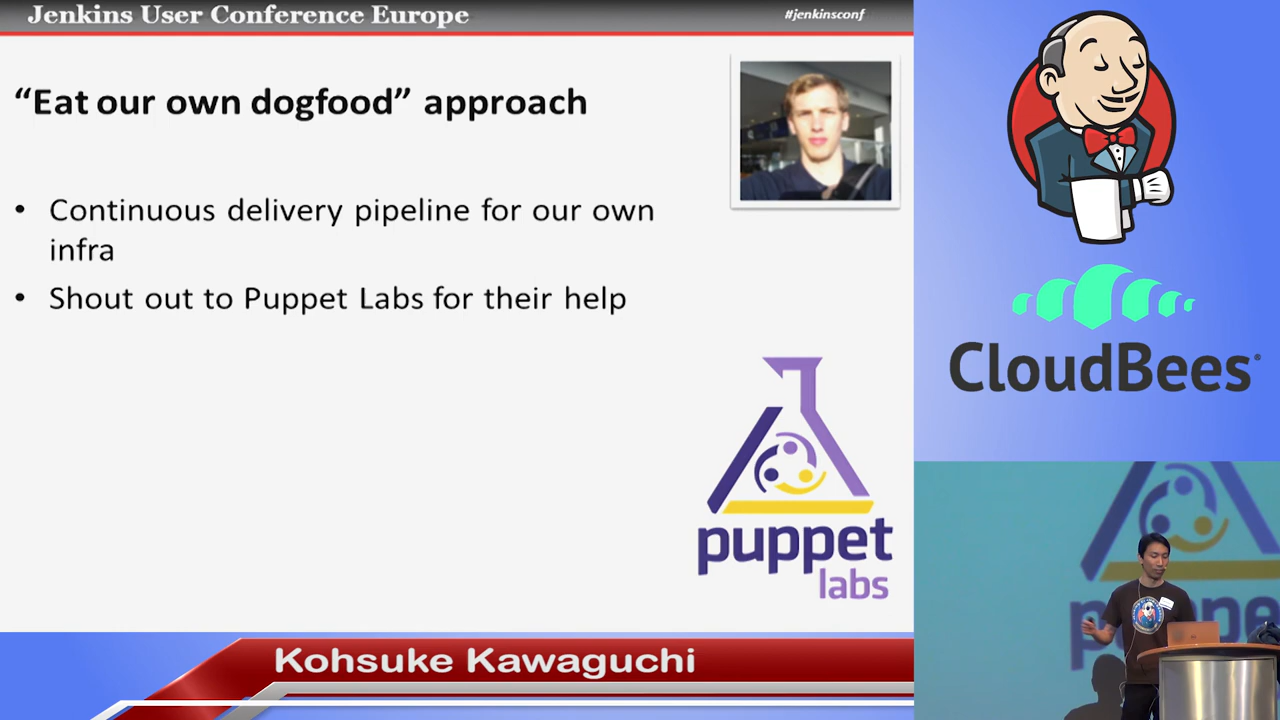 Jenkins User Conference Europe
#jenkinsconf
“Eat our own dogfood” approach
• Continuous delivery pipeline for our own
infra
• Shout out to Puppet Labs for their help
puppet
labs
Kohsuke Kawaguchi
CloudBees®
puppe